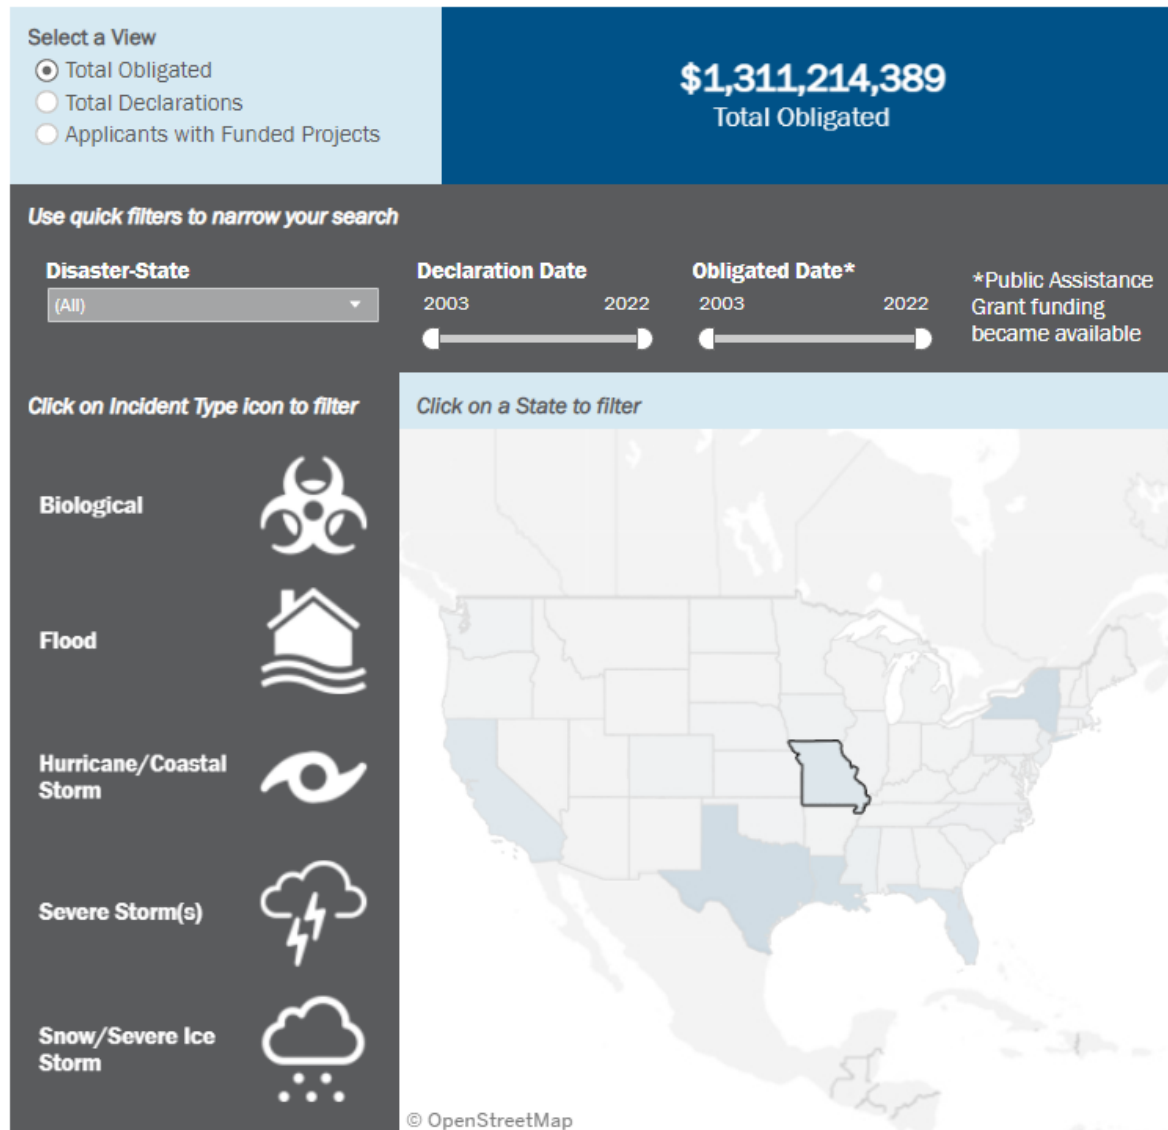 Select a View
Total Obligated
Total Declarations
Applicants with Funded Projects
$1,311,214,389
Total Obligated
Use quick filters to narrow your search
Disaster-State
(All)
Declaration Date
2003 2022
Obligated Date*
2003 2022
*Public Assistance
Grant funding
became available
Click on Incident Type icon to filter
Click on a State to filter
Biological
Flood
Hurricane/Coastal
Storm
Severe Storm(s)
Snow/Severe Ice
Storm
© OpenStreetMap